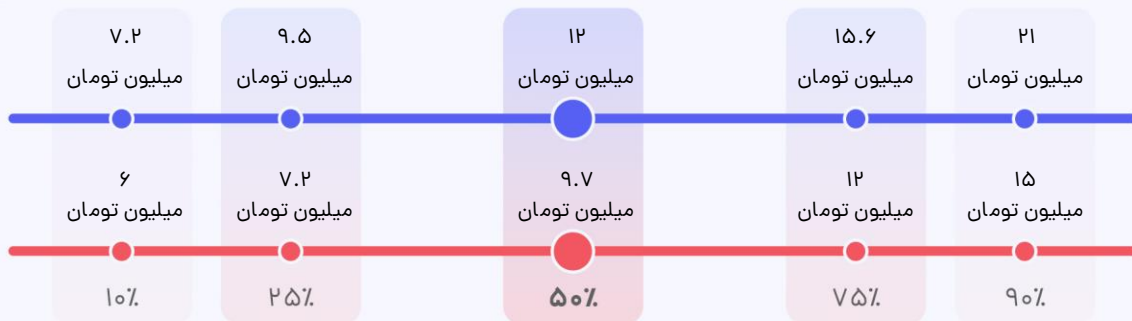 ۷.۲
میلیون تومان
۹.۵
میلیون تومان
۱۲
میلیون تومان
۱۵.۶
میلیون تومان
۲۱
میلیون تومان
۶
میلیون تومان
۷.۲
میلیون تومان
۹.۷
میلیون تومان
۱۲
میلیون تومان
۱۵
میلیون تومان
۱۰٪
۲۵٪
۵۰٪
۷۵٪
۹۰٪